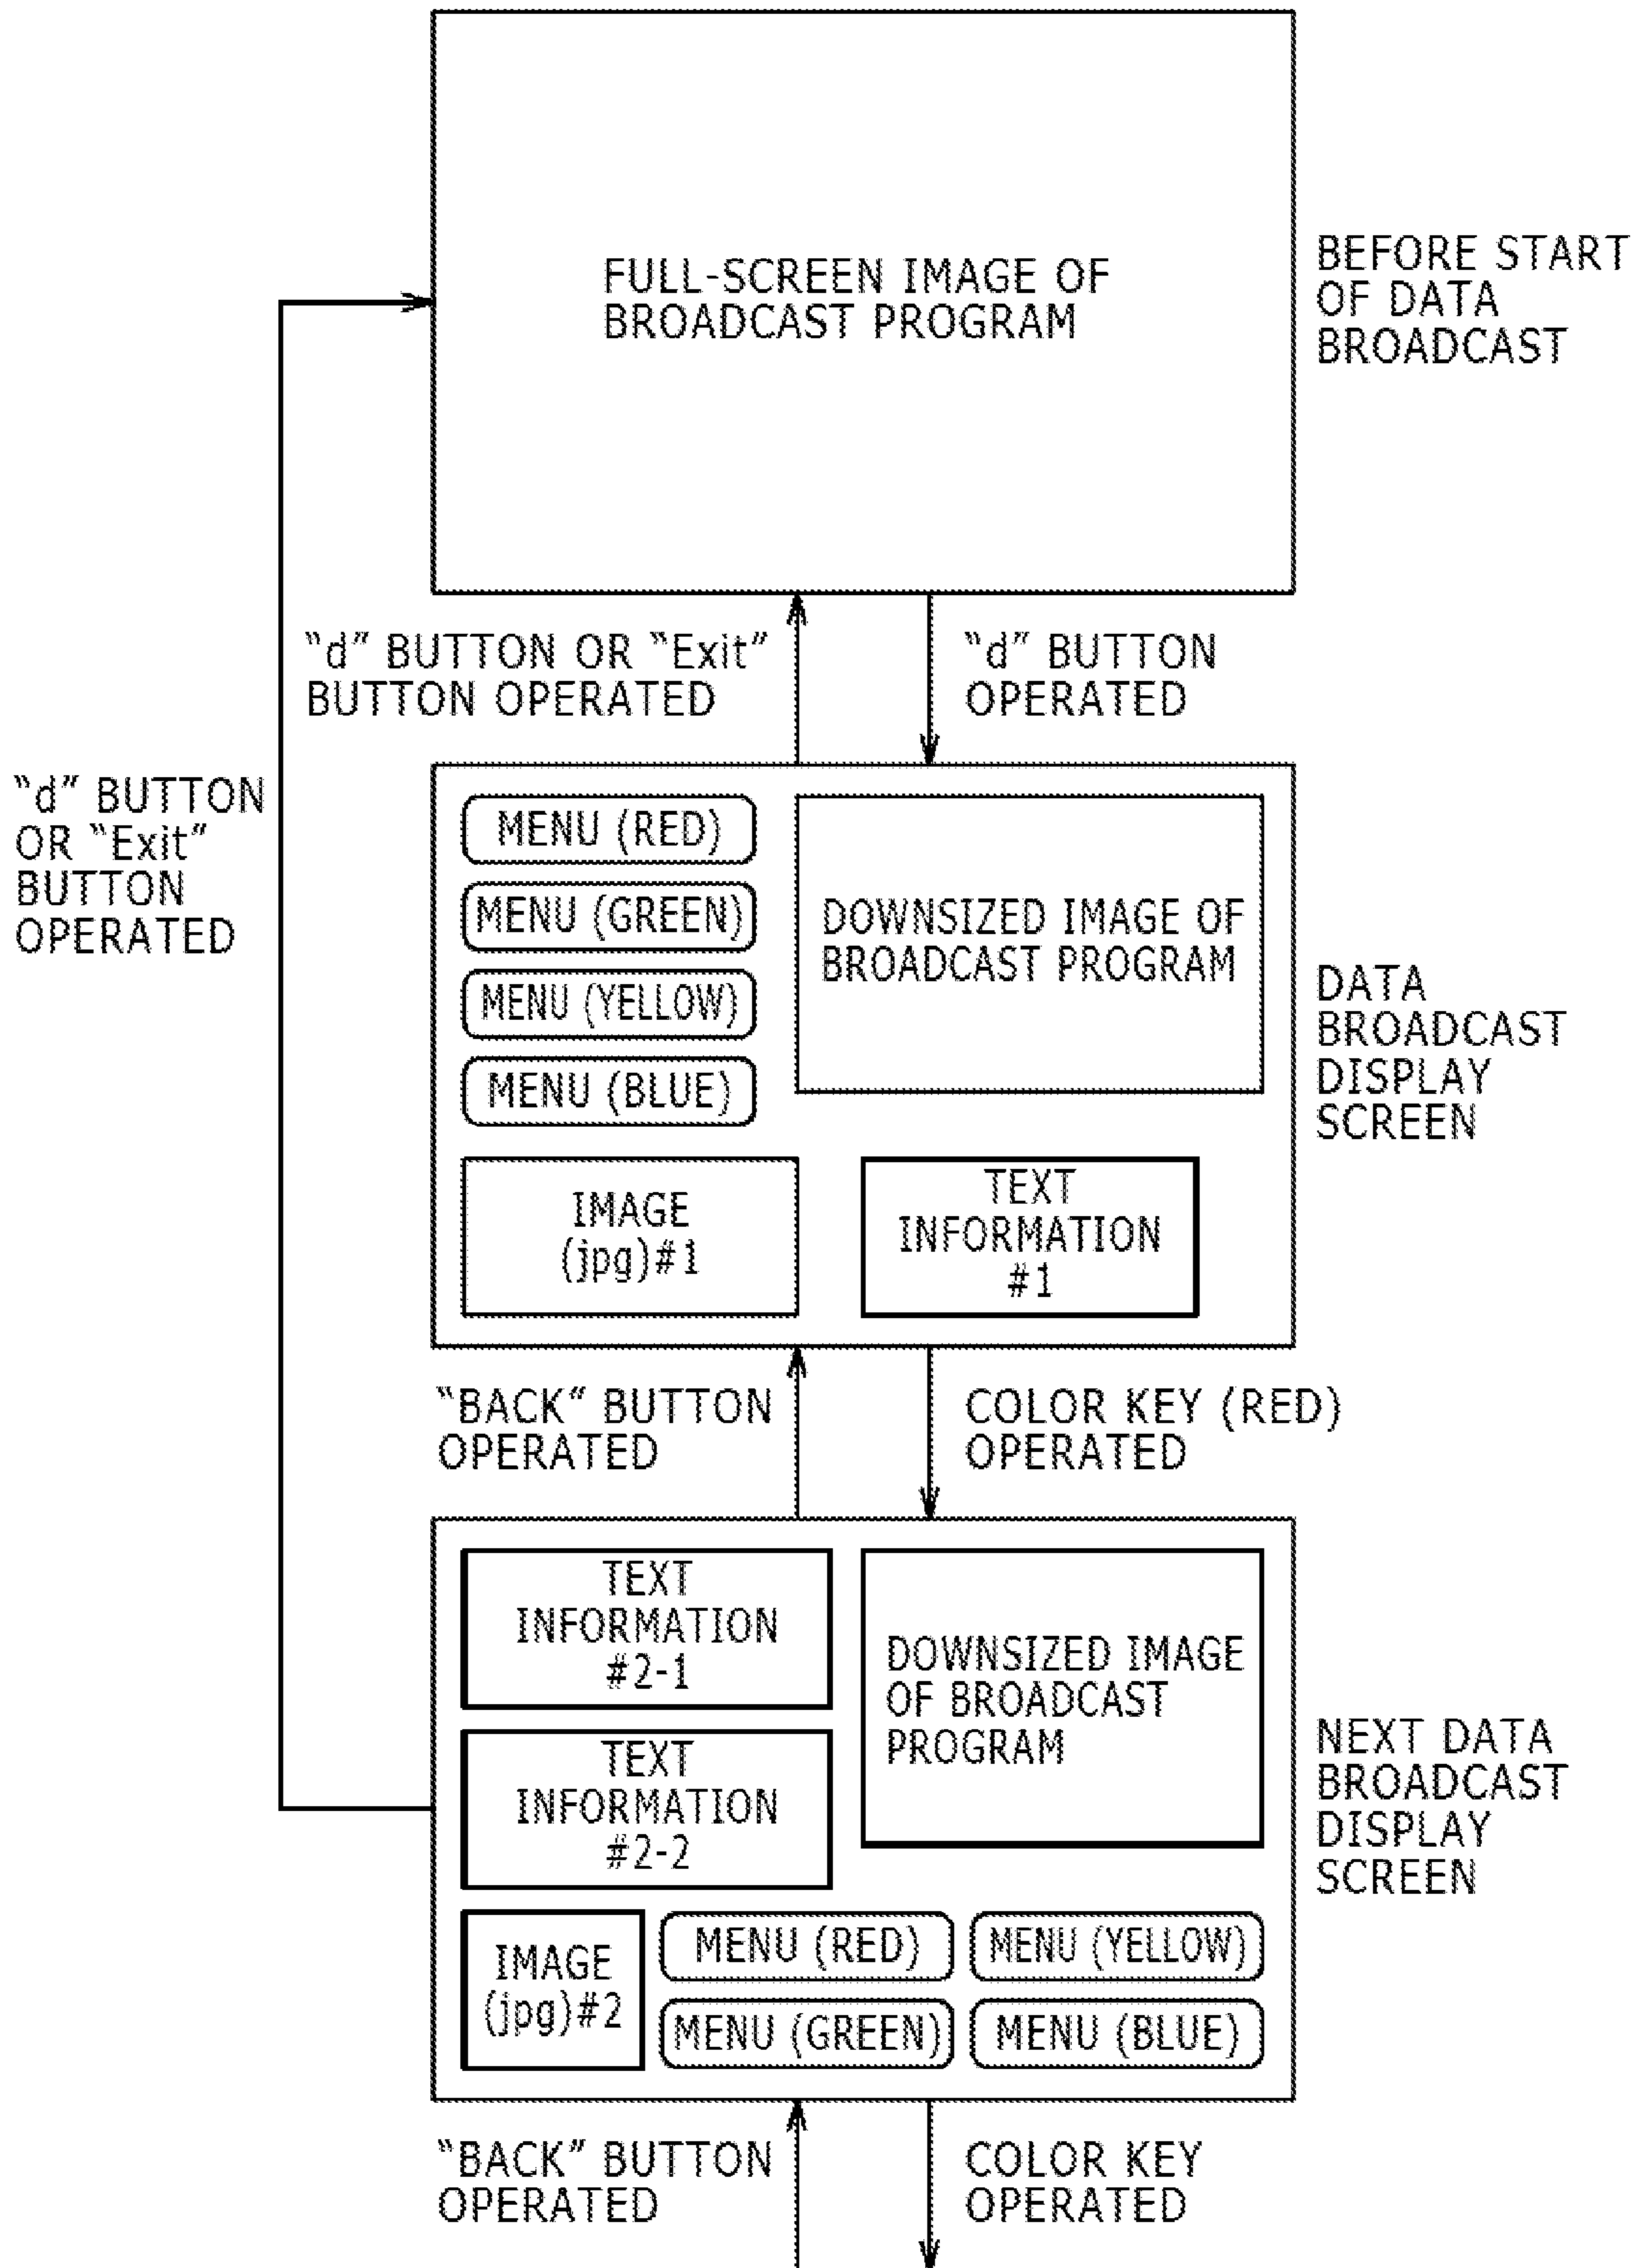 FULL-SCREEN IMAGE OF
BROADCAST PROGRAM
BEFORE START
OF DATA
BROADCAST
“d” BUTTON OR “Exit”
BUTTON OPERATED
“d” BUTTON
OPERATED
“d” BUTTON
OR “Exit”
BUTTON
OPERATED
MENU (RED)
MENU (GREEN)
MENU (YELLOW)
MENU (BLUE)
DOWNSIZED IMAGE OF
BROADCAST PROGRAM
DATA
BROADCAST
DISPLAY
SCREEN
IMAGE
(jpg)#1
TEXT
INFORMATION
#1
“BACK” BUTTON
OPERATED
COLOR KEY (RED)
OPERATED
TEXT
INFORMATION
#2-1
DOWNSIZED IMAGE
OF BROADCAST
PROGRAM
TEXT
INFORMATION
#2-2
NEXT DATA
BROADCAST
DISPLAY
SCREEN
IMAGE
(jpg)#2
MENU (RED)
MENU (YELLOW)
MENU (GREEN)
MENU (BLUE)
“BACK” BUTTON
OPERATED
COLOR KEY
OPERATED